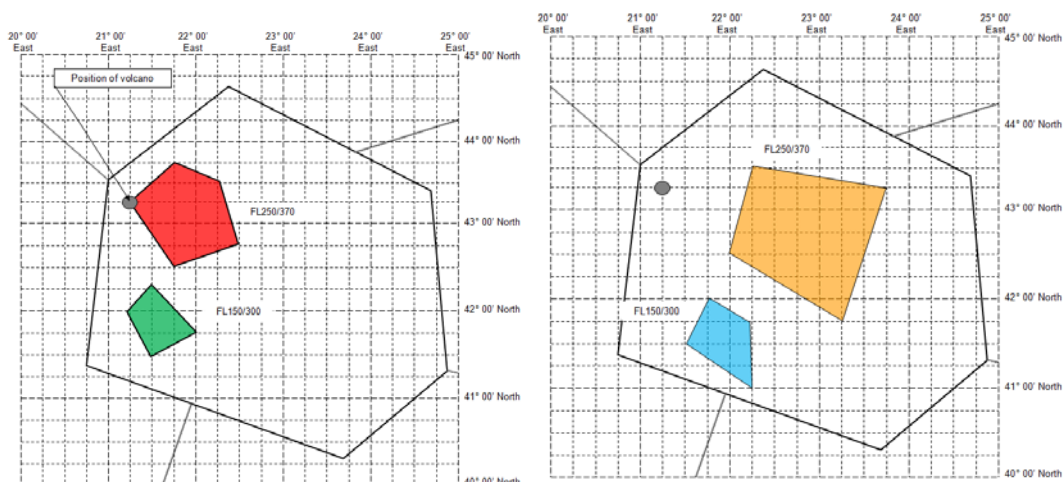 20° 00' East
21° 00' East
22° 00' East
23° 00' East
24° 00' East
25° 00' East
45° 00' North
Position of volcano
44° 00' North
FL250/370
43° 00' North
42° 00' North
FL150/300
41° 00' North
40° 00' North
20° 00' East
21° 00' East
22° 00' East
23° 00' East
24° 00' East
25° 00' East
45° 00' North
44° 00' North
FL250/370
43° 00' North
42° 00' North
FL150/300
41° 00' North
40° 00' North